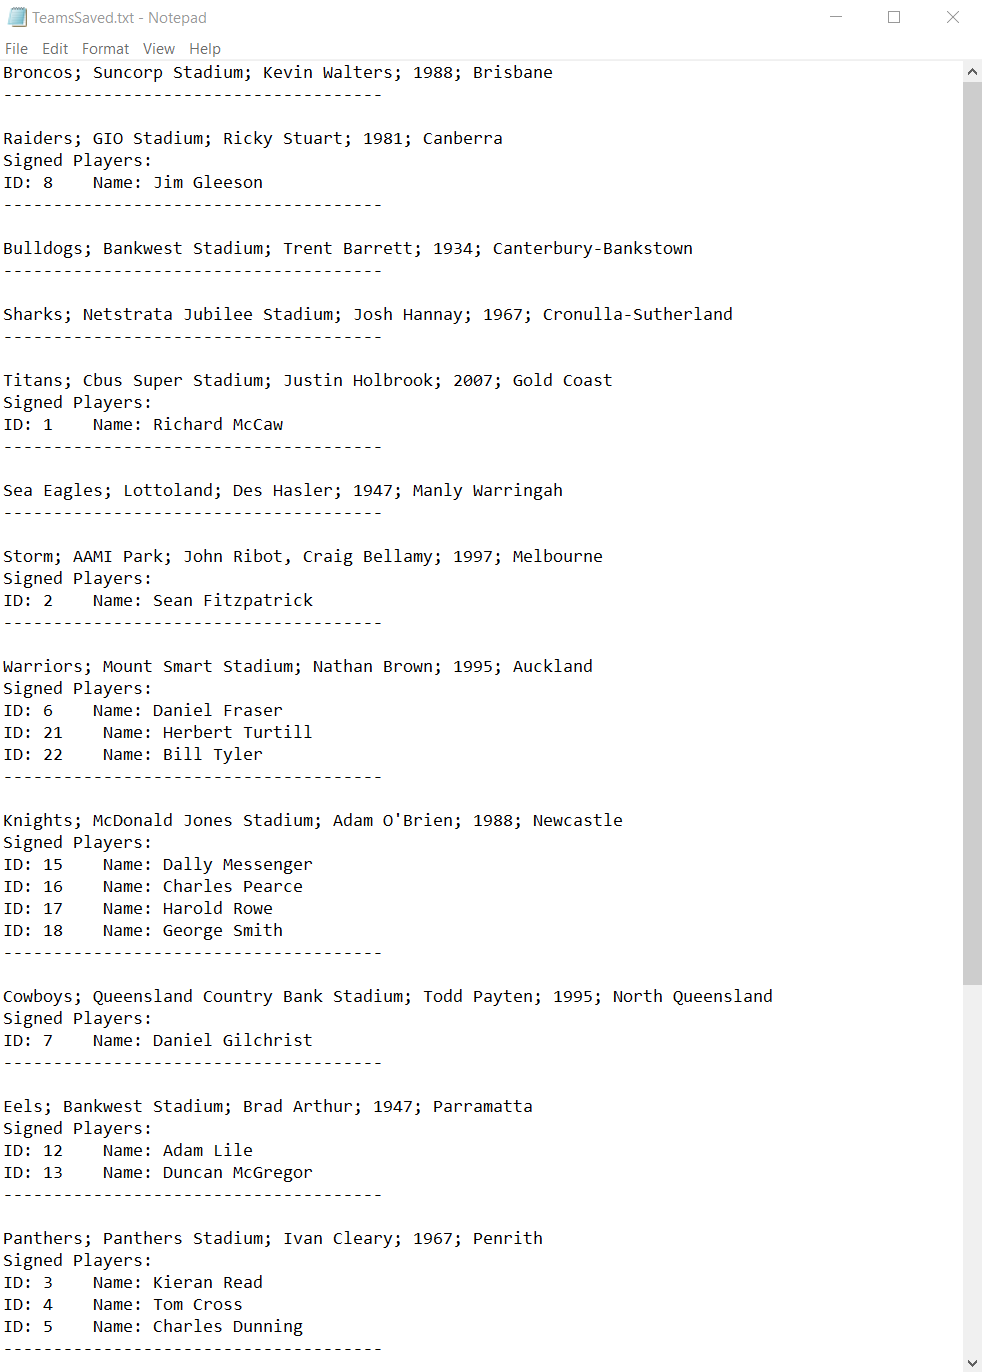 TeamsSaved.txt - Notepad
File Edit Format View Help
Broncos; Suncorp Stadium; Kevin Walters; 1988; Brisbane
--------------------------------------
Raiders; GIO Stadium; Ricky Stuart; 1981; Canberra
Signed Players:
ID: 8    Name: Jim Gleeson
--------------------------------------
Bulldogs; Bankwest Stadium; Trent Barrett; 1934; Canterbury-Bankstown
--------------------------------------
Sharks; Netstrata Jubilee Stadium; Josh Hannay; 1967; Cronulla-Sutherland
--------------------------------------
Titans; Cbus Super Stadium; Justin Holbrook; 2007; Gold Coast
Signed Players:
ID: 1    Name: Richard McCaw
--------------------------------------
Sea Eagles; Lottoland; Des Hasler; 1947; Manly Warringah
--------------------------------------
Storm; AAMI Park; John Ribot, Craig Bellamy; 1997; Melbourne
Signed Players:
ID: 2    Name: Sean Fitzpatrick
--------------------------------------
Warriors; Mount Smart Stadium; Nathan Brown; 1995; Auckland
Signed Players:
ID: 6    Name: Daniel Fraser
ID: 21    Name: Herbert Turtill
ID: 22    Name: Bill Tyler
--------------------------------------
Knights; McDonald Jones Stadium; Adam O'Brien; 1988; Newcastle
Signed Players:
ID: 15    Name: Dally Messenger
ID: 16    Name: Charles Pearce
ID: 17    Name: Harold Rowe
ID: 18    Name: George Smith
--------------------------------------
Cowboys; Queensland Country Bank Stadium; Todd Payten; 1995; North Queensland
Signed Players:
ID: 7    Name: Daniel Gilchrist
--------------------------------------
Eels; Bankwest Stadium; Brad Arthur; 1947; Parramatta
Signed Players:
ID: 12    Name: Adam Lile
ID: 13    Name: Duncan McGregor
--------------------------------------
Panthers; Panthers Stadium; Ivan Cleary; 1967; Penrith
Signed Players:
ID: 3    Name: Kieran Read
ID: 4    Name: Tom Cross
ID: 5    Name: Charles Dunning
--------------------------------------